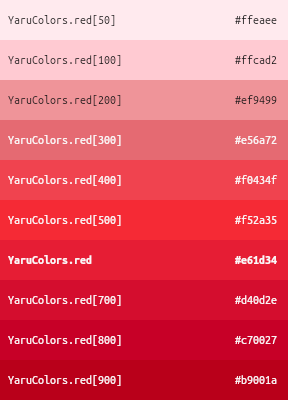 YaruColors.red[50] #ffeaee
YaruColors.red[100] #ffcad2
YaruColors.red[200] #ef9499
YaruColors.red[300] #e56a72
YaruColors.red[400] #f0434f
YaruColors.red[500] #f52a35
YaruColors.red #e61d34
YaruColors.red[700] #d40d2e
YaruColors.red[800] #c70027
YaruColors.red[900] #b9001a